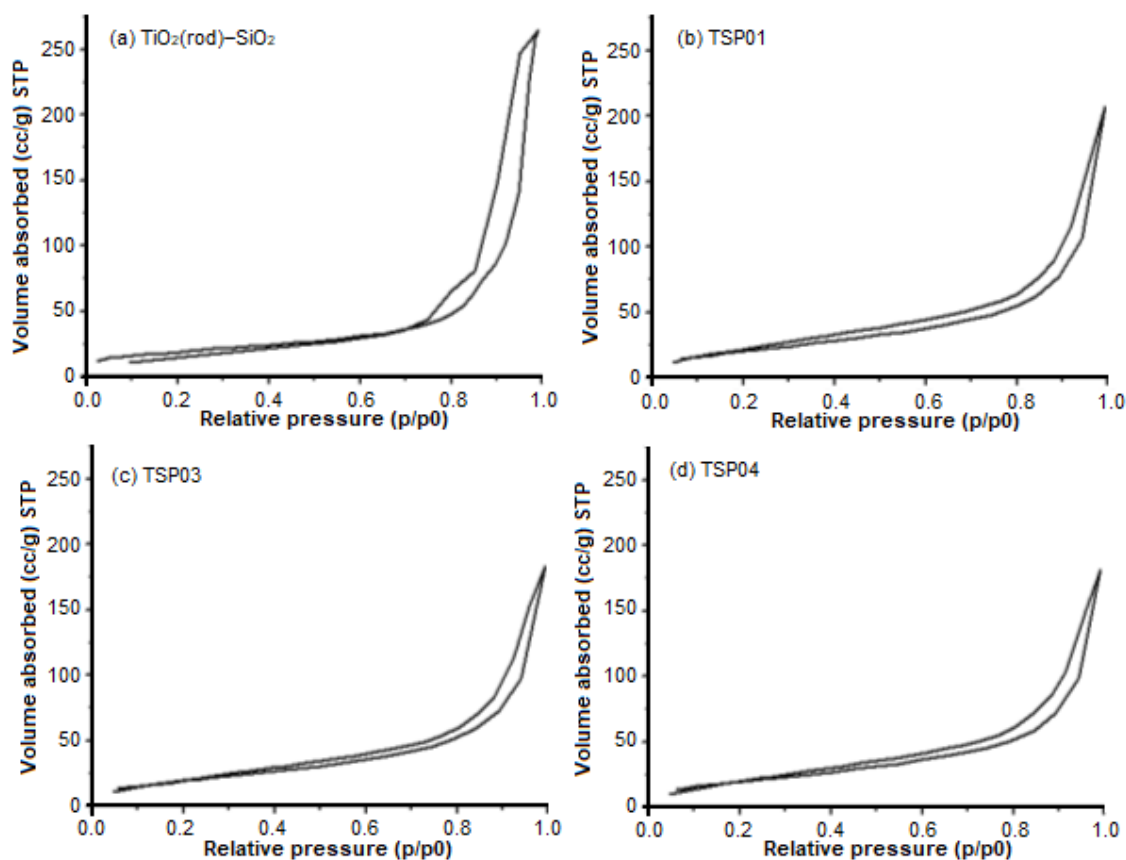 (a) TiO₂(rod)–SiO₂
Volume absorbed (cc/g) STP
250
200
150
100
50
0
0.0 0.2 0.4 0.6 0.8 1.0
Relative pressure (p/p0)
(b) TSP01
Volume absorbed (cc/g) STP
250
200
150
100
50
0
0.0 0.2 0.4 0.6 0.8 1.0
Relative pressure (p/p0)
(c) TSP03
Volume absorbed (cc/g) STP
250
200
150
100
50
0
0.0 0.2 0.4 0.6 0.8 1.0
Relative pressure (p/p0)
(d) TSP04
Volume absorbed (cc/g) STP
250
200
150
100
50
0
0.0 0.2 0.4 0.6 0.8 1.0
Relative pressure (p/p0)